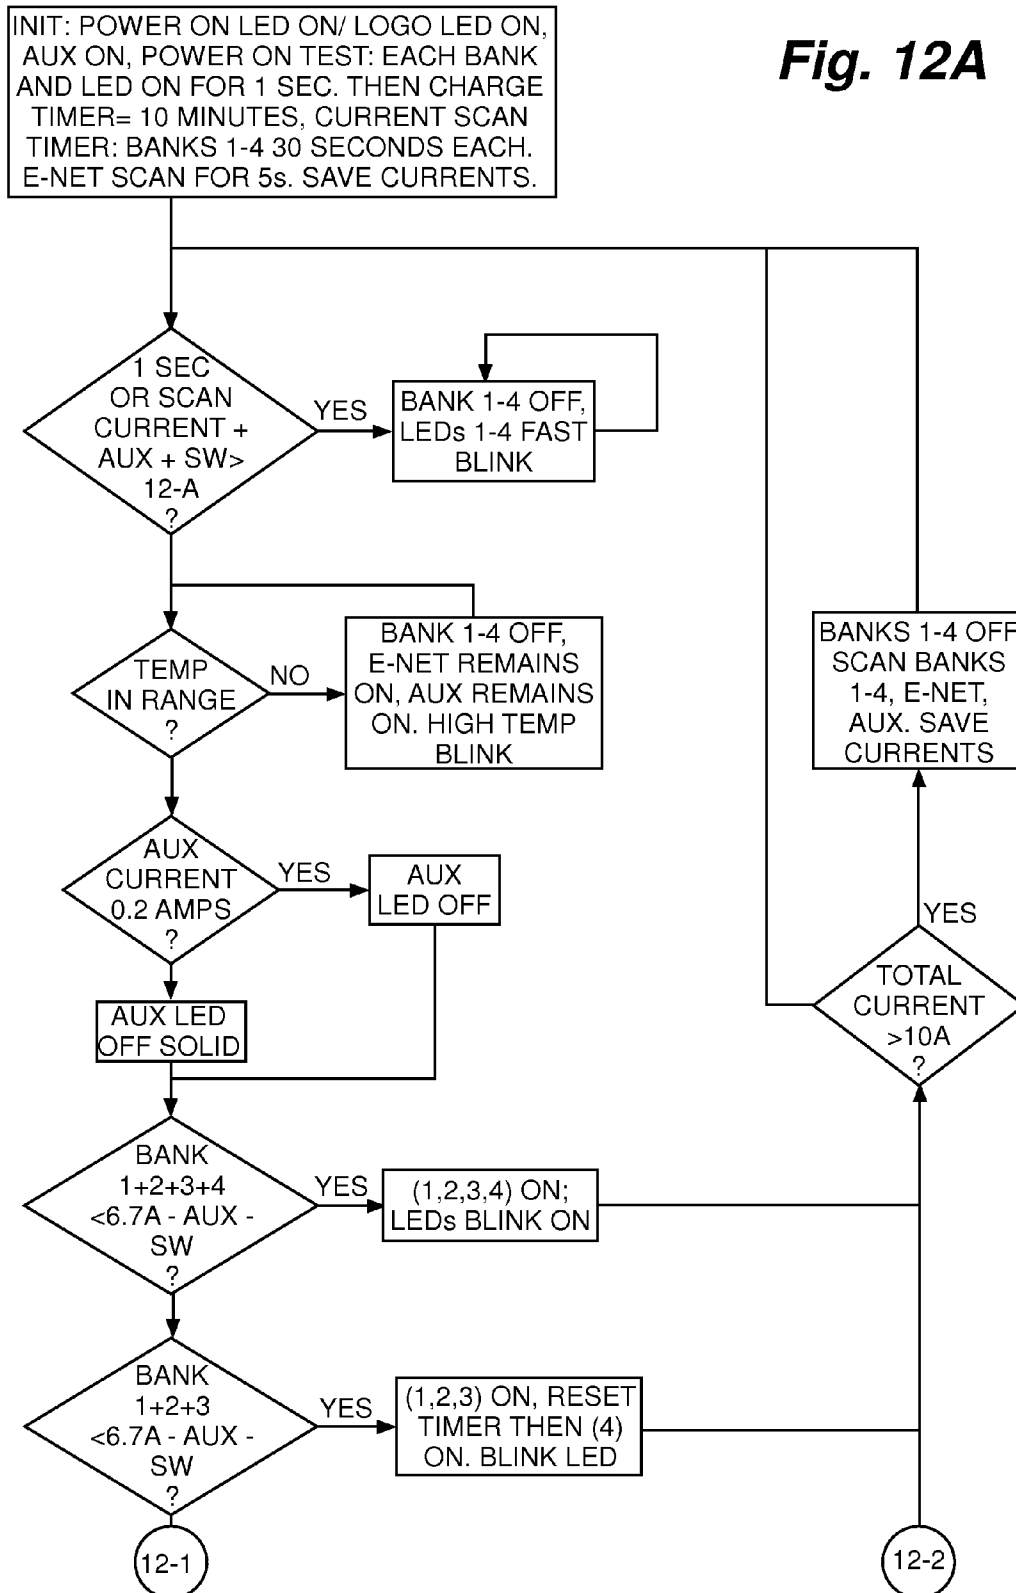 INIT: POWER ON LED ON/ LOGO LED ON,
AUX ON, POWER ON TEST: EACH BANK
AND LED ON FOR 1 SEC. THEN CHARGE
TIMER= 10 MINUTES, CURRENT SCAN
TIMER: BANKS 1-4 30 SECONDS EACH.
E-NET SCAN FOR 5s. SAVE CURRENTS.
Fig. 12A
1 SEC
OR SCAN
CURRENT +
AUX + SW>
12-A
?
YES
BANK 1-4 OFF,
LEDs 1-4 FAST
BLINK
TEMP
IN RANGE
?
NO
BANK 1-4 OFF,
E-NET REMAINS
ON, AUX REMAINS
ON. HIGH TEMP
BLINK
BANKS 1-4 OFF
SCAN BANKS
1-4, E-NET,
AUX. SAVE
CURRENTS
AUX
CURRENT
0.2 AMPS
?
YES
AUX
LED OFF
YES
TOTAL
CURRENT
>10A
?
AUX LED
OFF SOLID
BANK
1+2+3+4
<6.7A - AUX -
SW
?
YES
(1,2,3,4) ON;
LEDs BLINK ON
BANK
1+2+3
<6.7A - AUX -
SW
?
YES
(1,2,3) ON, RESET
TIMER THEN (4)
ON. BLINK LED
12-1
12-2